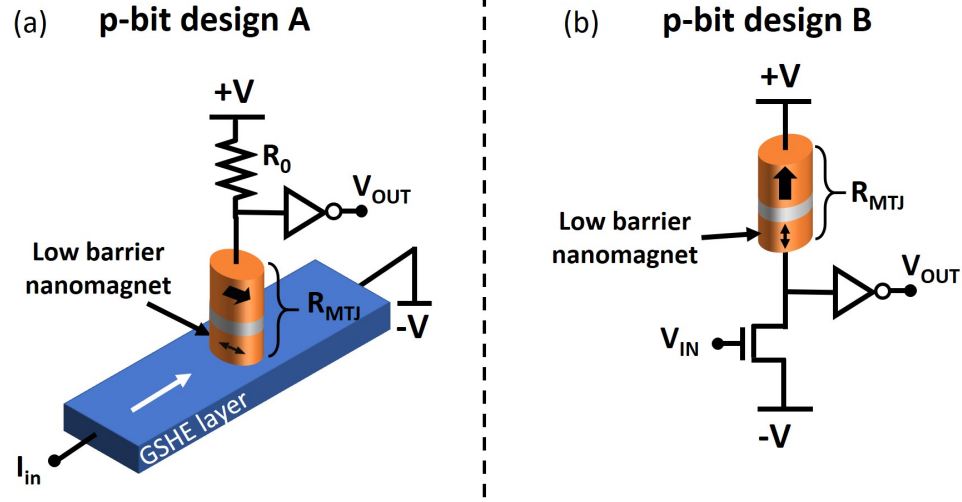 (a) p-bit design A
+V
R0
VOUT
Low barrier
nanomagnet
RMTJ
-V
GSHE layer
Iin
(b) p-bit design B
+V
RMTJ
Low barrier
nanomagnet
VOUT
VIN
-V